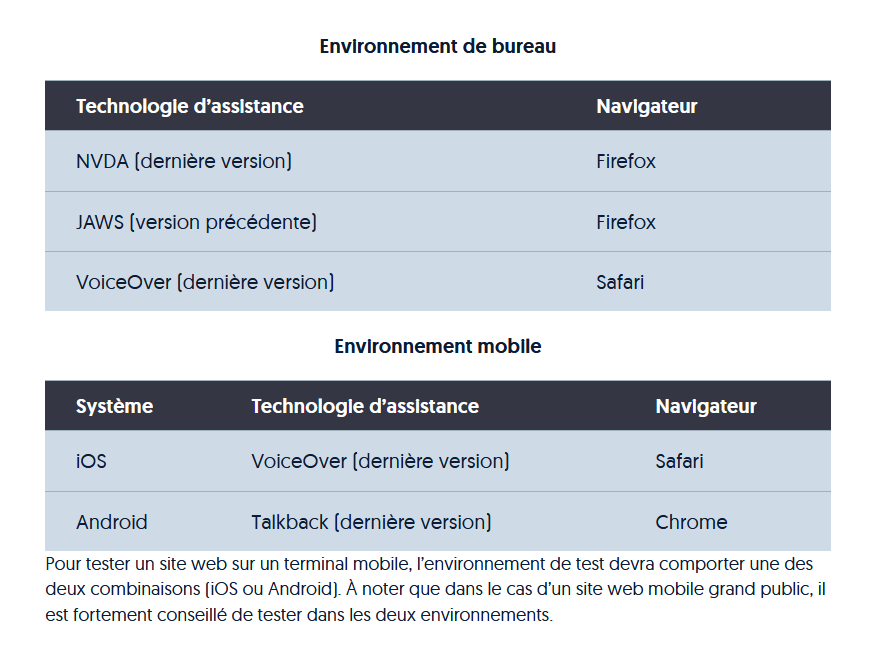 Environnement de bureau
Technologie d’assistance Navigateur
NVDA (dernière version) Firefox
JAWS (version précédente) Firefox
VoiceOver (dernière version) Safari
Environnement mobile
Système Technologie d’assistance Navigateur
iOS VoiceOver (dernière version) Safari
Android Talkback (dernière version) Chrome
Pour tester un site web sur un terminal mobile, l’environnement de test devra comporter une des
deux combinaisons (iOS ou Android). À noter que dans le cas d’un site web mobile grand public, il
est fortement conseillé de tester dans les deux environnements.